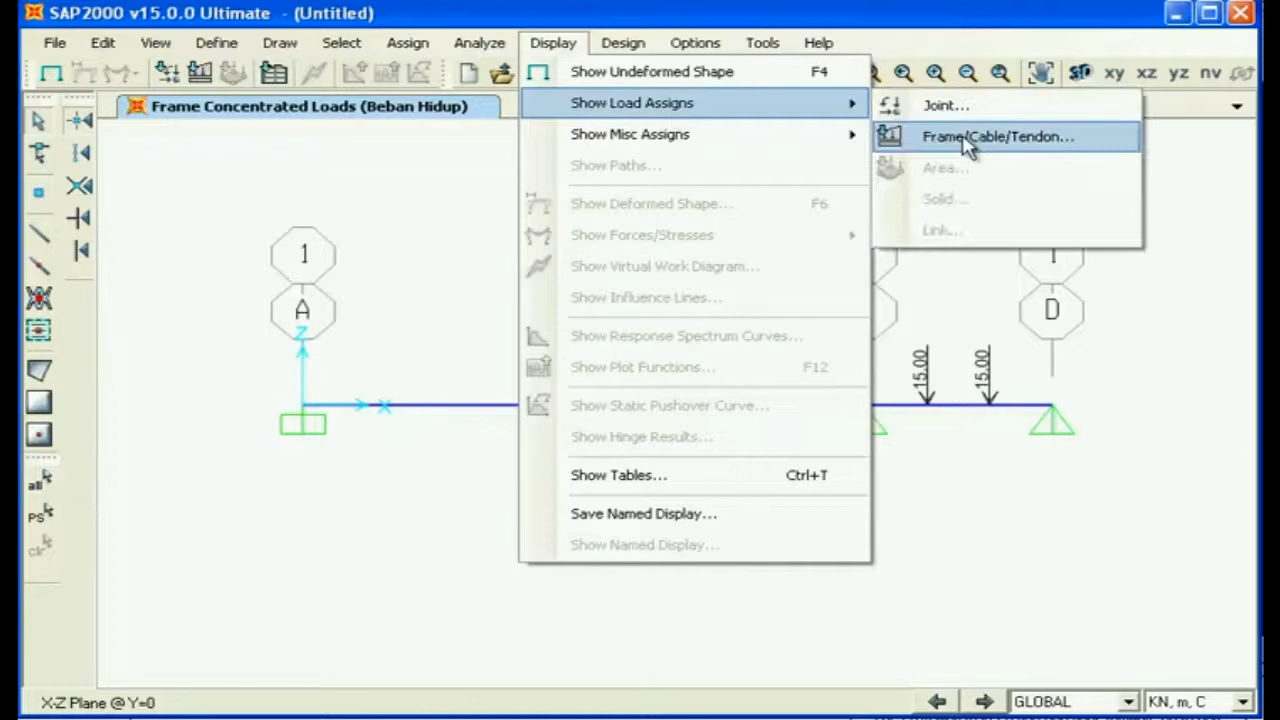 SAP2000 v15.0.0 Ultimate - (Untitled)
File Edit View Define Draw Select Assign Analyze Display Design Options Tools Help
xy xz yz nv
Frame Concentrated Loads (Beban Hidup)
Show Undeformed Shape F4
Show Load Assigns
Show Misc Assigns
Show Paths...
Show Deformed Shape... F6
Show Forces/Stresses
Show Virtual Work Diagram...
Show Influence Lines...
Show Response Spectrum Curves...
Show Plot Functions... F12
Show Static Pushover Curve...
Show Hinge Results...
Show Tables... Ctrl+T
Save Named Display...
Show Named Display...
Joint...
Frame/Cable/Tendon...
Area...
Solid...
Link...
1
A
Z
X
1
D
15.00
15.00
all
PS
clr
X-Z Plane @ Y=0
GLOBAL
KN, m, C